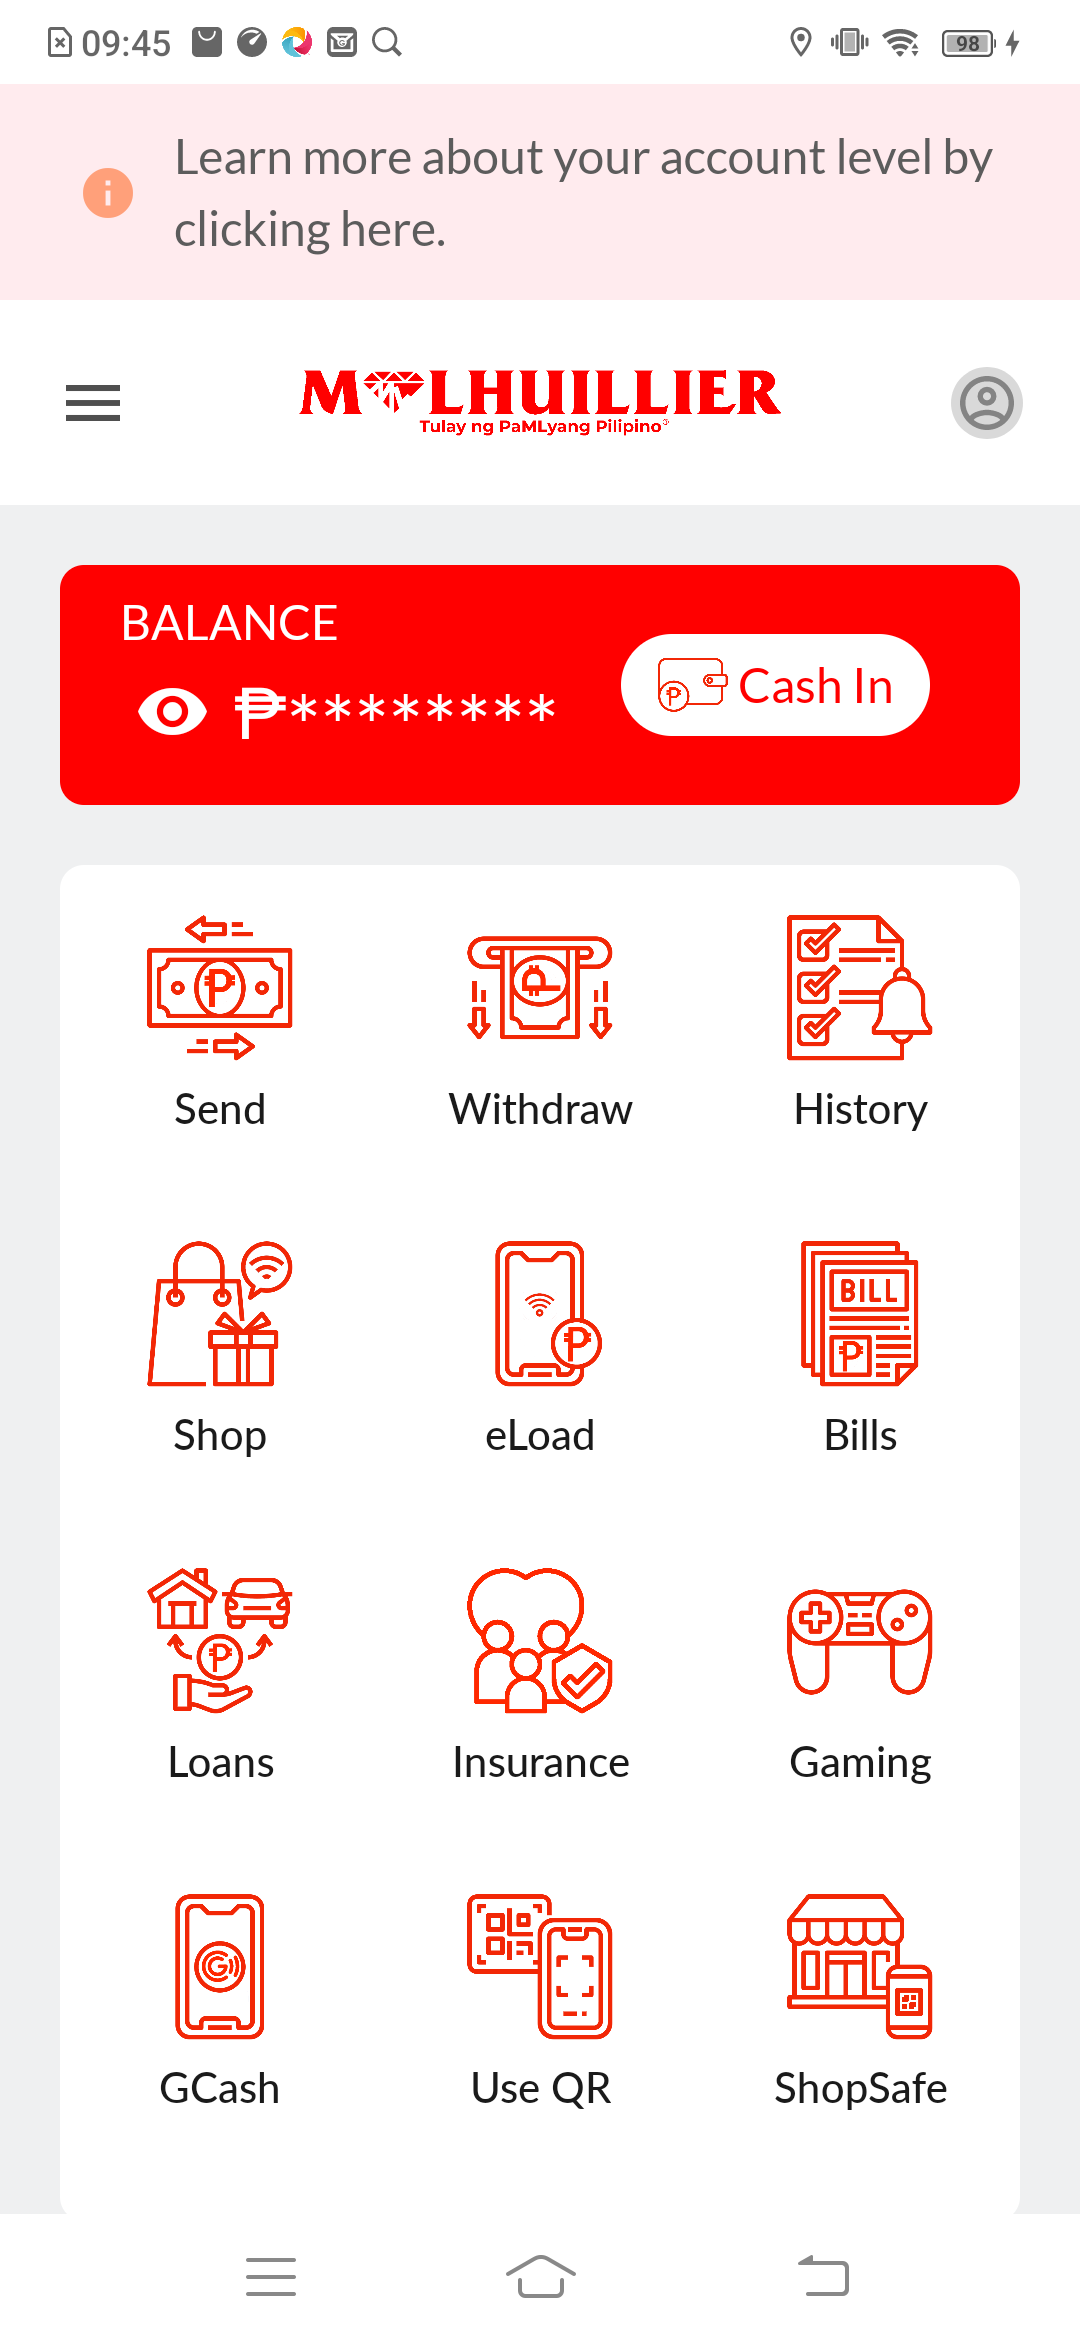 09:45
98
Learn more about your account level by
clicking here.
MLHUILLIER
Tulay ng PaMLyang Pilipino®
BALANCE
₱********
Cash In
Send
Withdraw
History
Shop
eLoad
BILL
Bills
Loans
Insurance
Gaming
GCash
Use QR
ShopSafe